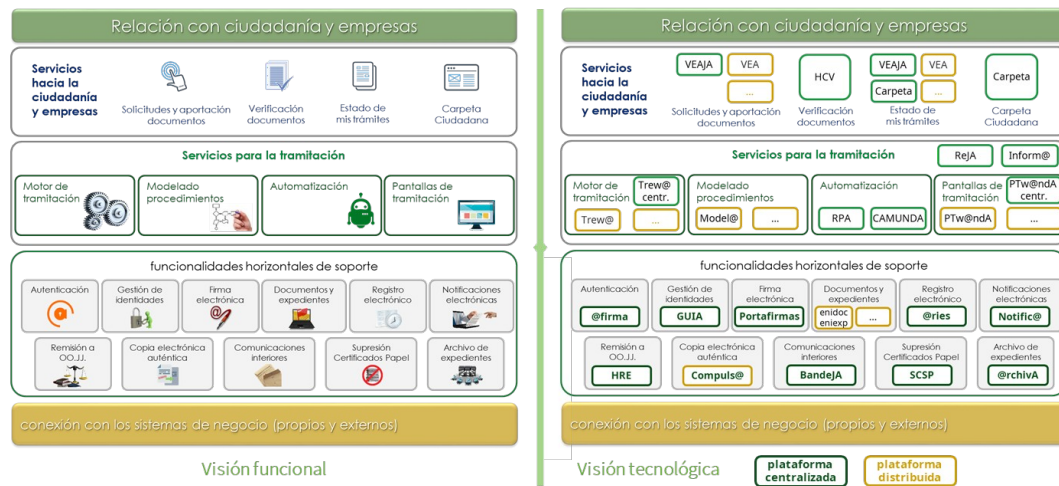 Relación con ciudadanía y empresas
Servicios
hacia la
ciudadanía
y empresas
Solicitudes y aportación
documentos
Verificación
documentos
Estado de
mis trámites
Carpeta
Ciudadana
Servicios para la tramitación
Motor de
tramitación
Modelado
procedimientos
Automatización
Pantallas de
tramitación
funcionalidades horizontales de soporte
Autenticación
Gestión de
identidades
Firma
electrónica
Documentos y
expedientes
Registro
electrónico
Notificaciones
electrónicas
Remisión a
OO.JJ.
Copia electrónica
auténtica
Comunicaciones
interiores
Supresión
Certificados Papel
Archivo de
expedientes
conexión con los sistemas de negocio (propios y externos)
Visión funcional
Relación con ciudadanía y empresas
Servicios
hacia la
ciudadanía
y empresas
VEAJA
VEA
...
Solicitudes y aportación
documentos
HCV
Verificación
documentos
VEAJA
VEA
Carpeta
...
Estado de
mis trámites
Carpeta
Carpeta
Ciudadana
Servicios para la tramitación
ReJA
Inform@
Motor de
tramitación
Trew@
centr.
Trew@
...
Modelado
procedimientos
Model@
...
Automatización
RPA
CAMUNDA
Pantallas de
tramitación
PTw@ndA
centr.
PTw@ndA
...
funcionalidades horizontales de soporte
Autenticación
@firma
Gestión de
identidades
GUIA
Firma
electrónica
Portafirmas
Documentos y
expedientes
enidoc
eniexp
...
Registro
electrónico
@ries
Notificaciones
electrónicas
Notific@
Remisión a
OO.JJ.
HRE
Copia electrónica
auténtica
Compuls@
Comunicaciones
interiores
BandeJA
Supresión
Certificados Papel
SCSP
Archivo de
expedientes
@rchivA
conexión con los sistemas de negocio (propios y externos)
Visión tecnológica
plataforma
centralizada
plataforma
distribuida